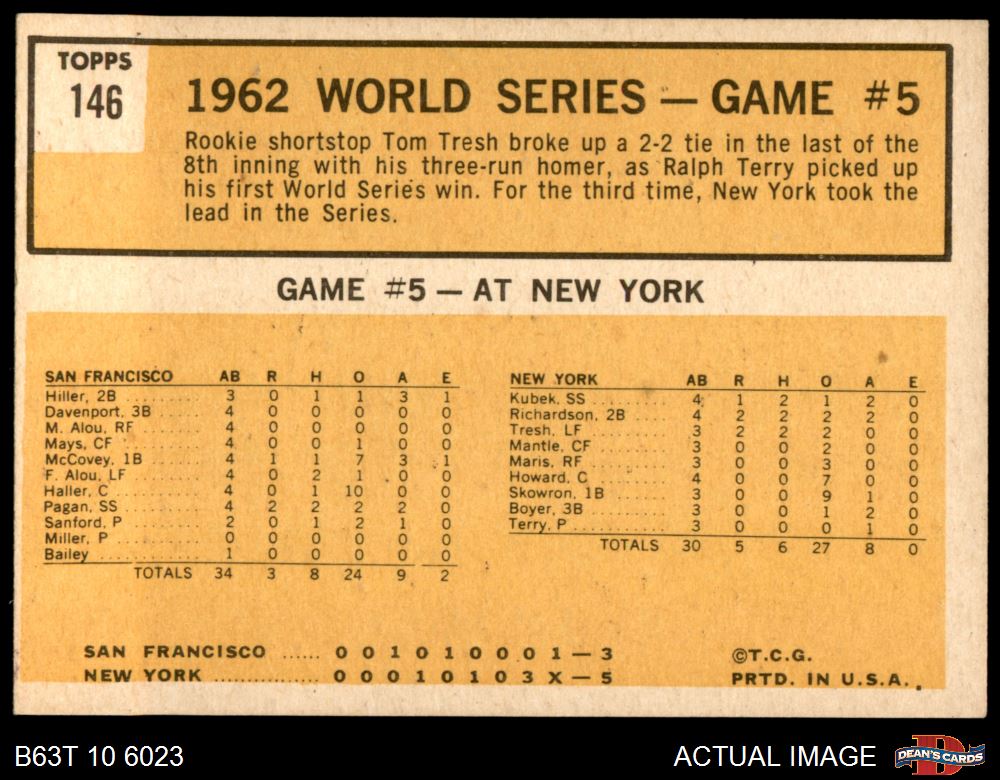 TOPPS
146
1962 WORLD SERIES — GAME #5
Rookie shortstop Tom Tresh broke up a 2-2 tie in the last of the
8th inning with his three-run homer, as Ralph Terry picked up
his first World Series win. For the third time, New York took the
lead in the Series.
GAME #5 — AT NEW YORK
SAN FRANCISCO AB R H O A E
Hiller, 2B .......... 3 0 1 1 3 1
Davenport, 3B ...... 4 0 0 0 0 0
M. Alou, RF ........ 4 0 0 0 0 0
Mays, CF .......... 4 0 0 1 0 0
McCovey, 1B ....... 4 1 1 7 3 1
F. Alou, LF ........ 4 0 2 1 0 0
Haller, C .......... 4 0 1 10 0 0
Pagan, SS ......... 4 2 2 2 2 0
Sanford, P ......... 2 0 1 2 1 0
Miller, P .......... 0 0 0 0 0 0
Bailey ............ 1 0 0 0 0 0
TOTALS 34 3 8 24 9 2
NEW YORK AB R H O A E
Kubek, SS .......... 4 1 2 1 2 0
Richardson, 2B ..... 4 2 2 2 2 0
Tresh, LF .......... 3 2 2 2 0 0
Mantle, CF ......... 3 0 0 2 0 0
Maris, RF .......... 3 0 0 3 0 0
Howard, C ......... 4 0 0 7 0 0
Skowron, 1B ....... 3 0 0 9 1 0
Boyer, 3B .......... 3 0 0 1 2 0
Terry, P ........... 3 0 0 0 1 0
TOTALS 30 5 6 27 8 0
SAN FRANCISCO ...... 0 0 1 0 1 0 0 0 1 — 3
NEW YORK ................ 0 0 0 1 0 1 0 3 X — 5
©T.C.G.
PRTD. IN U.S.A.
B63T 10 6023
ACTUAL IMAGE
D
DEAN'S CARDS